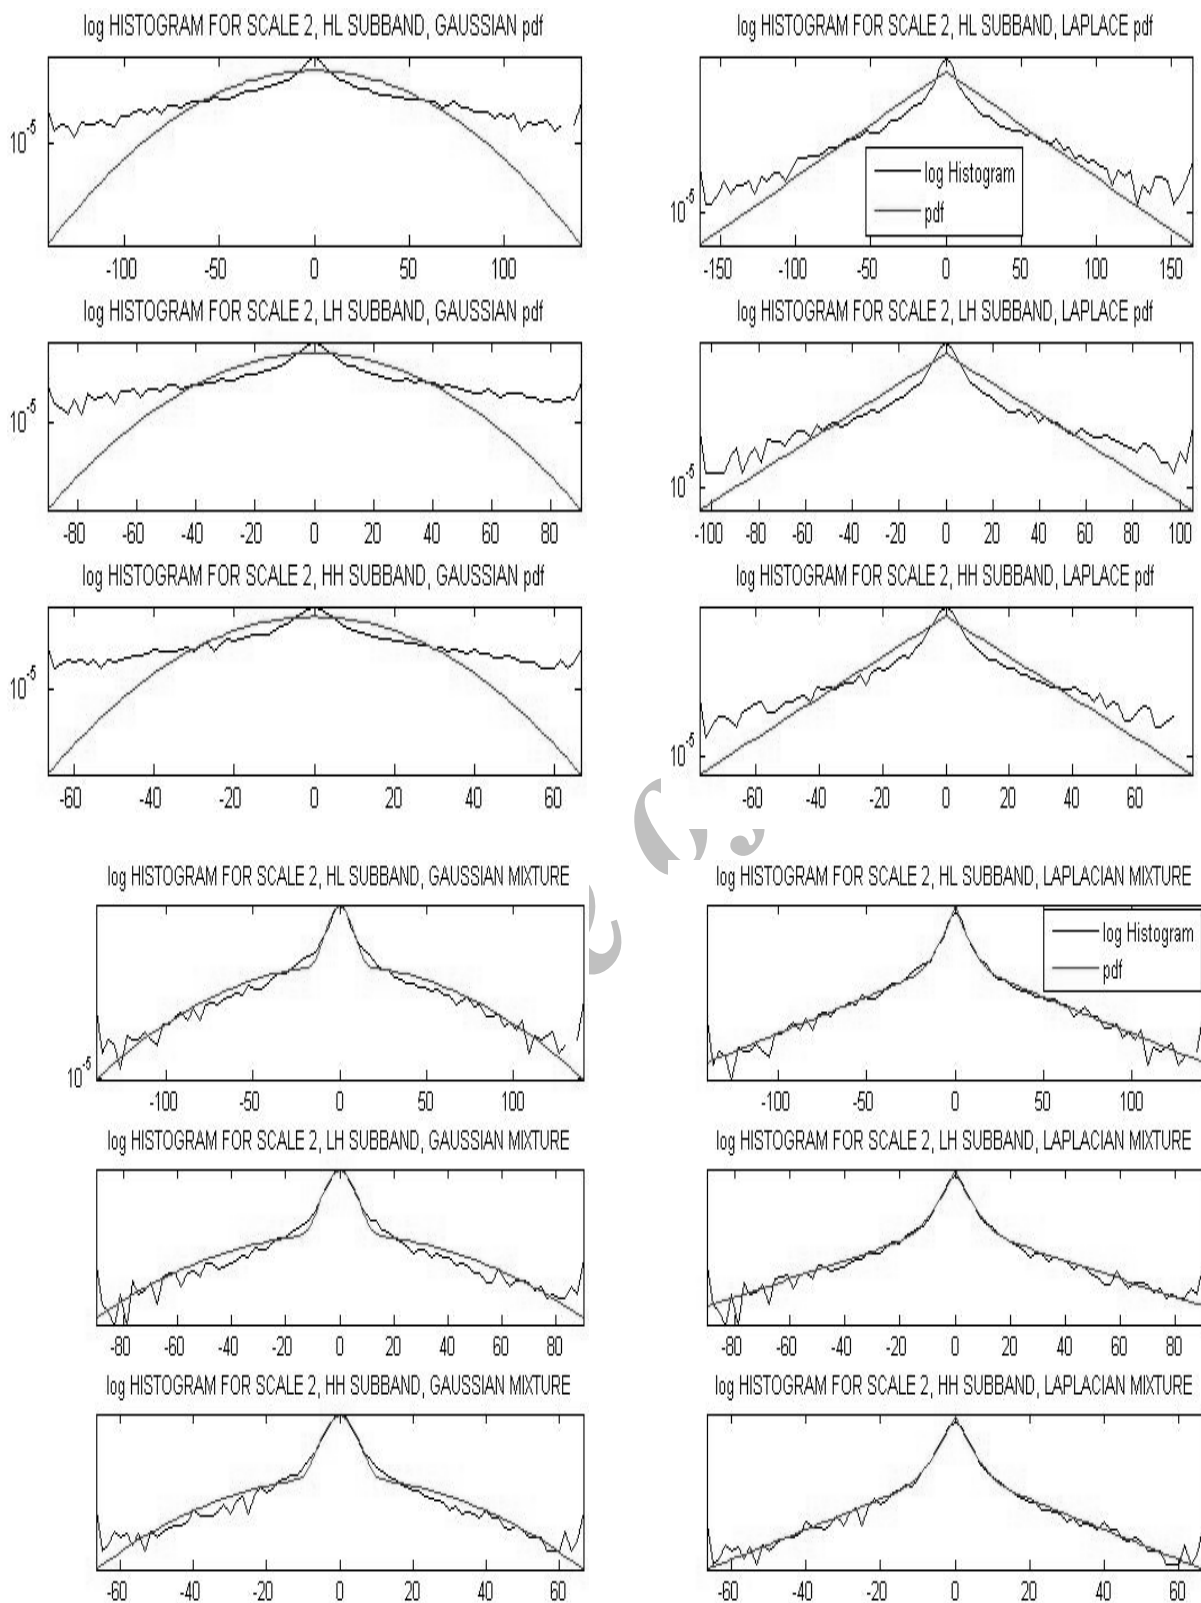 log HISTOGRAM FOR SCALE 2, HL SUBBAND, GAUSSIAN pdf
10^-5
-100 -50 0 50 100
log HISTOGRAM FOR SCALE 2, HL SUBBAND, LAPLACE pdf
log Histogram
pdf
10^-5
-150 -100 -50 0 50 100 150
log HISTOGRAM FOR SCALE 2, LH SUBBAND, GAUSSIAN pdf
10^-5
-80 -60 -40 -20 0 20 40 60 80
log HISTOGRAM FOR SCALE 2, LH SUBBAND, LAPLACE pdf
10^-5
-100 -80 -60 -40 -20 0 20 40 60 80 100
log HISTOGRAM FOR SCALE 2, HH SUBBAND, GAUSSIAN pdf
10^-5
-60 -40 -20 0 20 40 60
log HISTOGRAM FOR SCALE 2, HH SUBBAND, LAPLACE pdf
10^-5
-60 -40 -20 0 20 40 60
log HISTOGRAM FOR SCALE 2, HL SUBBAND, GAUSSIAN MIXTURE
10^-5
-100 -50 0 50 100
log HISTOGRAM FOR SCALE 2, HL SUBBAND, LAPLACIAN MIXTURE
log Histogram
pdf
-100 -50 0 50 100
log HISTOGRAM FOR SCALE 2, LH SUBBAND, GAUSSIAN MIXTURE
-80 -60 -40 -20 0 20 40 60 80
log HISTOGRAM FOR SCALE 2, LH SUBBAND, LAPLACIAN MIXTURE
-80 -60 -40 -20 0 20 40 60 80
log HISTOGRAM FOR SCALE 2, HH SUBBAND, GAUSSIAN MIXTURE
-60 -40 -20 0 20 40 60
log HISTOGRAM FOR SCALE 2, HH SUBBAND, LAPLACIAN MIXTURE
-60 -40 -20 0 20 40 60